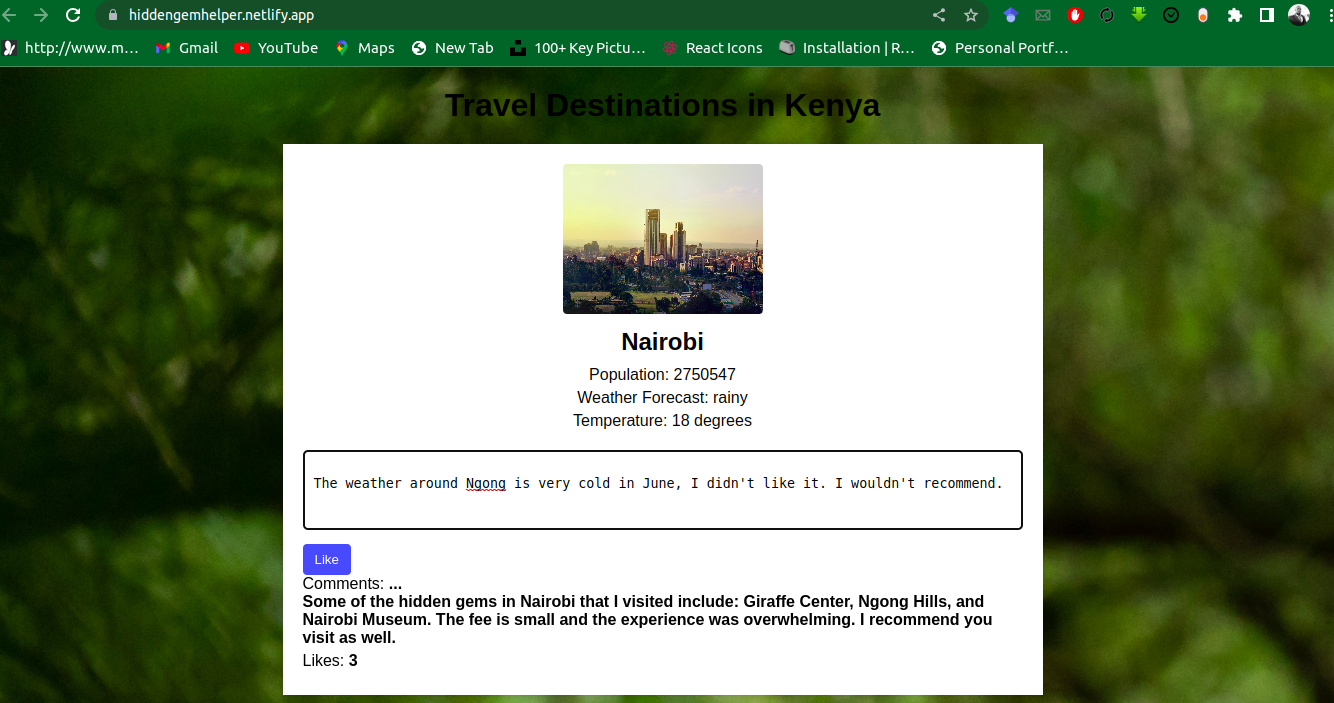 hiddengemhelper.netlify.app
http://www.m... Gmail YouTube Maps New Tab 100+ Key Pictu... React Icons Installation | R... Personal Portf...
Travel Destinations in Kenya
Nairobi
Population: 2750547
Weather Forecast: rainy
Temperature: 18 degrees
The weather around Ngong is very cold in June, I didn't like it. I wouldn't recommend.
Like
Comments: ...
Some of the hidden gems in Nairobi that I visited include: Giraffe Center, Ngong Hills, and
Nairobi Museum. The fee is small and the experience was overwhelming. I recommend you
visit as well.
Likes: 3